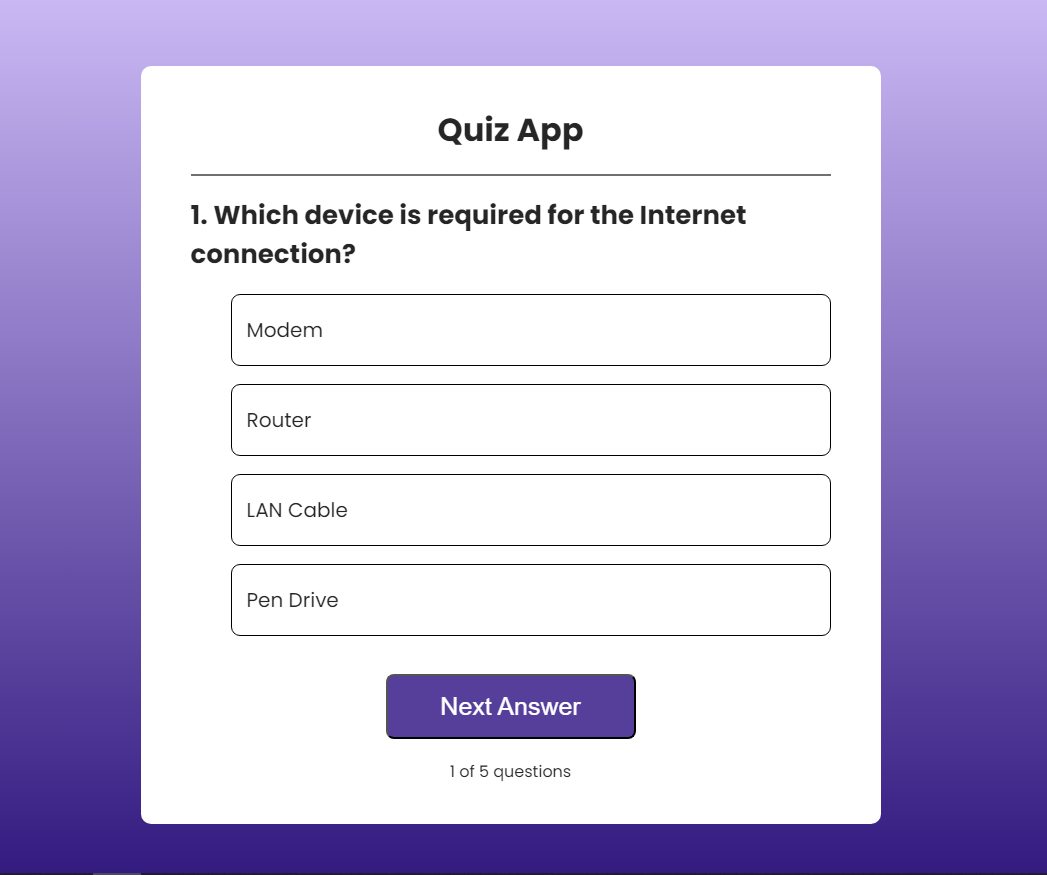 Quiz App
1. Which device is required for the Internet
connection?
Modem
Router
LAN Cable
Pen Drive
Next Answer
1 of 5 questions